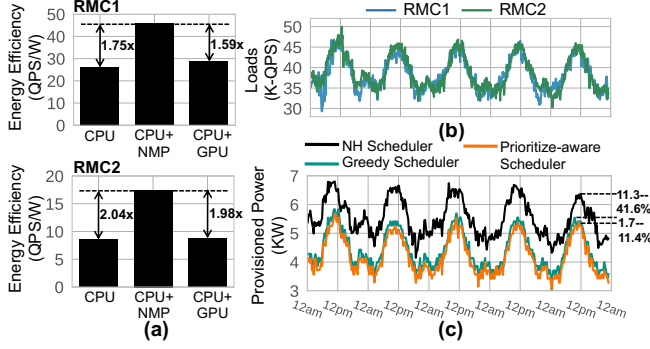 RMC1
Energy Efficiency
(QPS/W)
50
40
30
20
10
0
1.75x
1.59x
CPU
CPU+
NMP
CPU+
GPU
RMC2
Energy Efficiency
(QPS/W)
20
15
10
5
0
2.04x
1.98x
CPU
CPU+
NMP
CPU+
GPU
(a)
RMC1
RMC2
Loads
(K-QPS)
50
45
40
35
30
(b)
NH Scheduler
Greedy Scheduler
Prioritize-aware
Scheduler
Provisioned Power
(KW)
7
6
5
4
3
11.3--
41.6%
1.7--
11.4%
12am
12pm
12am
12pm
12am
12pm
12am
12pm
12am
12pm
12am
(c)